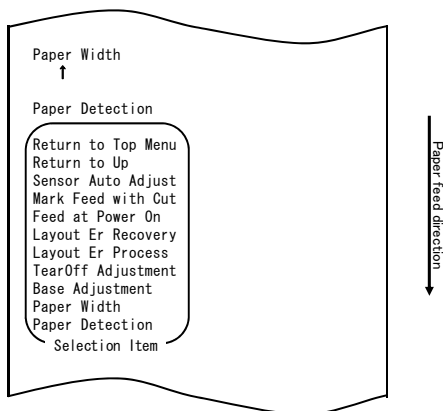 Paper Width
↑
Paper Detection
Return to Top Menu
Return to Up
Sensor Auto Adjust
Mark Feed with Cut
Feed at Power On
Layout Er Recovery
Layout Er Process
TearOff Adjustment
Base Adjustment
Paper Width
Paper Detection
Selection Item
Paper feed direction